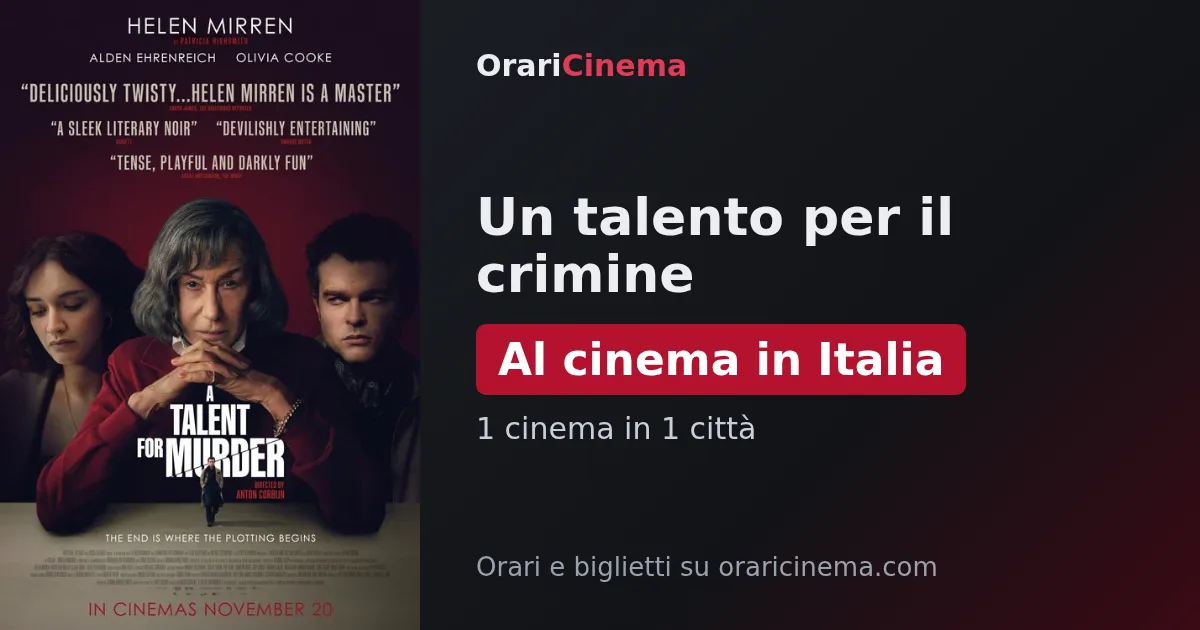 HELEN MIRREN
BY PATRICIA HIGHSMITH
ALDEN EHRENREICH OLIVIA COOKE
“DELICIOUSLY TWISTY...HELEN MIRREN IS A MASTER”
“A SLEEK LITERARY NOIR” “DEVILISHLY ENTERTAINING”
“TENSE, PLAYFUL AND DARKLY FUN”
A
TALENT
FOR MURDER
DIRECTED BY
ANTON CORBIJN
THE END IS WHERE THE PLOTTING BEGINS
IN CINEMAS NOVEMBER 20
OrariCinema
Un talento per il
crimine
Al cinema in Italia
1 cinema in 1 città
Orari e biglietti su oraricinema.com